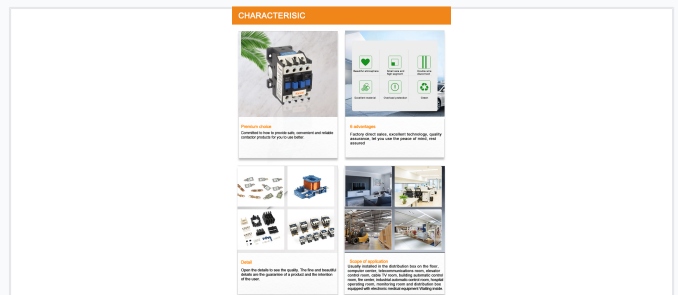 CHARACTERISIC
Premium choice
Committed to how to provide safe, convenient and reliable
contactor products for you to use better.
6 advantages
Factory direct sales, excellent technology, quality
assurance, let you use the peace of mind, rest
assured
Detail
Open the details to see the quality. The fine and beautiful
details are the guarantee of a product and the intention
of the user.
Scope of application
Usually installed in the distribution box on the floor,
computer center, telecommunications room, elevator
control room, cable TV room, building automatic control
room, fire center, industrial automatic control room, hospital
operating room, monitoring room and distribution box
equipped with electronic medical equipment